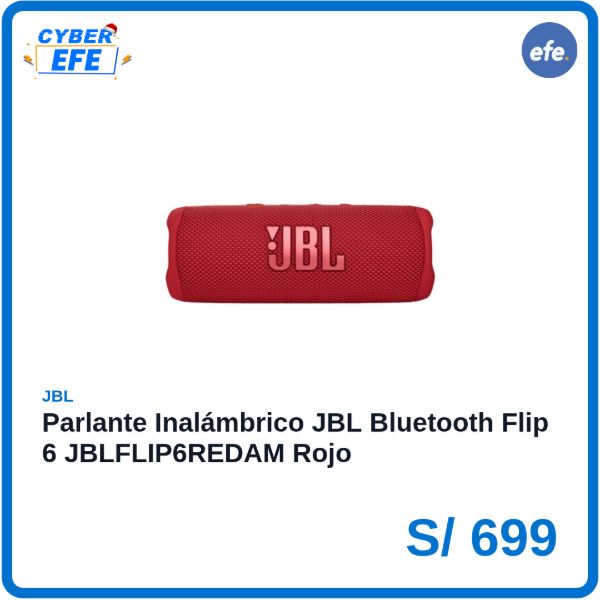 CYBER
EFE
efe.
!JBL
JBL
Parlante Inalámbrico JBL Bluetooth Flip
6 JBLFLIP6REDAM Rojo
S/ 699